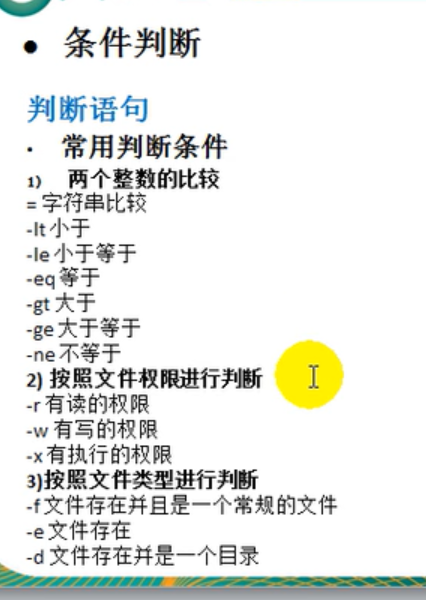 • 条件判断
判断语句
· 常用判断条件
1) 两个整数的比较
= 字符串比较
-lt 小于
-le 小于等于
-eq 等于
-gt 大于
-ge 大于等于
-ne 不等于
2) 按照文件权限进行判断
-r 有读的权限
-w 有写的权限
-x 有执行的权限
3)按照文件类型进行判断
-f 文件存在并且是一个常规的文件
-e 文件存在
-d 文件存在并是一个目录